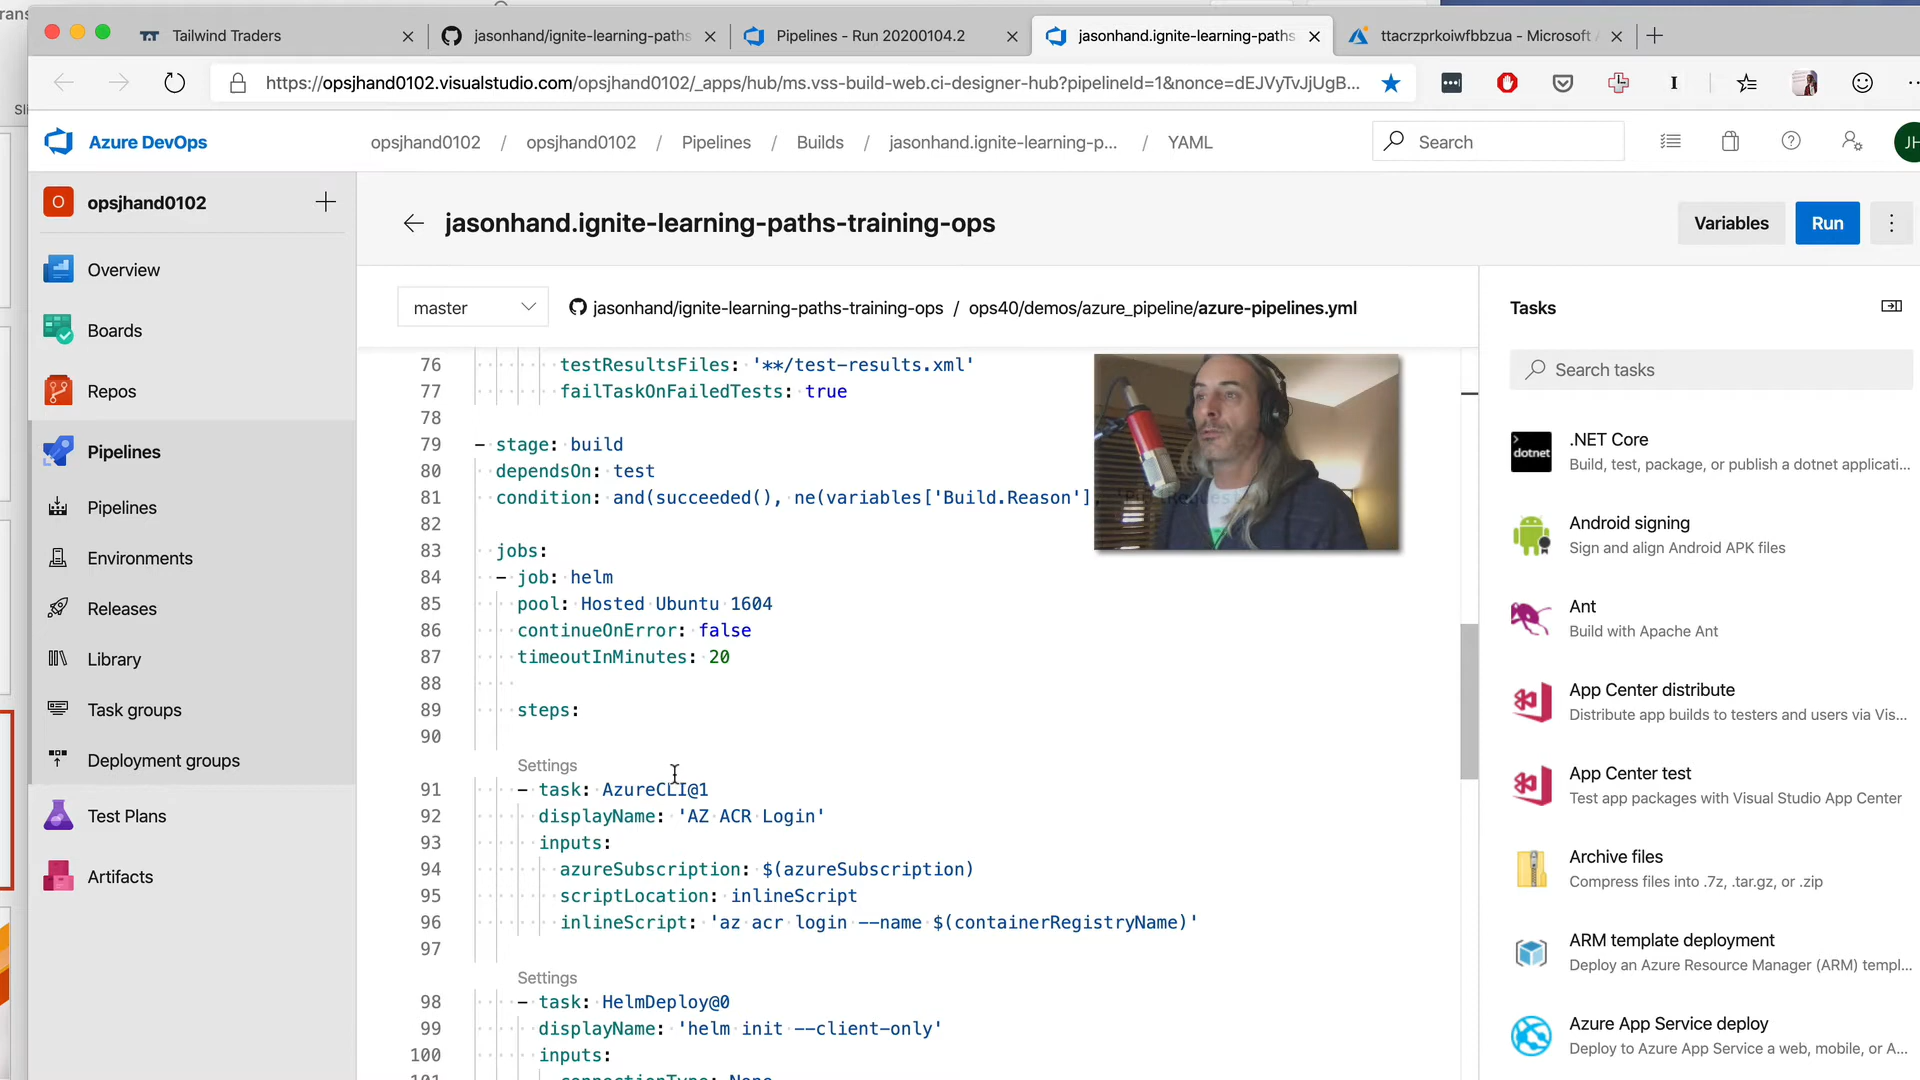 rans
Tailwind Traders
jasonhand/ignite-learning-paths
Pipelines - Run 20200104.2
jasonhand.ignite-learning-paths
ttacrzprkoiwfbbzua - Microsoft
https://opsjhand0102.visualstudio.com/opsjhand0102/_apps/hub/ms.vss-build-web.ci-designer-hub?pipelineId=1&nonce=dEJVyTvJjUgB...
Azure DevOps
opsjhand0102 / opsjhand0102 / Pipelines / Builds / jasonhand.ignite-learning-p... / YAML
Search
JH
O opsjhand0102
Overview
Boards
Repos
Pipelines
Pipelines
Environments
Releases
Library
Task groups
Deployment groups
Test Plans
Artifacts
jasonhand.ignite-learning-paths-training-ops
Variables
Run
master
jasonhand/ignite-learning-paths-training-ops / ops40/demos/azure_pipeline/azure-pipelines.yml
76 testResultsFiles: '**/test-results.xml'
77 failTaskOnFailedTests: true
78
79 - stage: build
80 dependsOn: test
81 condition: and(succeeded(), ne(variables['Build.Reason']
82
83 jobs:
84 - job: helm
85 pool: Hosted Ubuntu 1604
86 continueOnError: false
87 timeoutInMinutes: 20
88
89 steps:
90
Settings
91 - task: AzureCLI@1
92 displayName: 'AZ ACR Login'
93 inputs:
94 azureSubscription: $(azureSubscription)
95 scriptLocation: inlineScript
96 inlineScript: 'az acr login --name $(containerRegistryName)'
97
Settings
98 - task: HelmDeploy@0
99 displayName: 'helm init --client-only'
100 inputs:
101 connectionType: None
Tasks
Search tasks
dotnet
.NET Core
Build, test, package, or publish a dotnet applicati...
Android signing
Sign and align Android APK files
Ant
Build with Apache Ant
App Center distribute
Distribute app builds to testers and users via Vis...
App Center test
Test app packages with Visual Studio App Center
Archive files
Compress files into .7z, .tar.gz, or .zip
ARM template deployment
Deploy an Azure Resource Manager (ARM) templ...
Azure App Service deploy
Deploy to Azure App Service a web, mobile, or A...